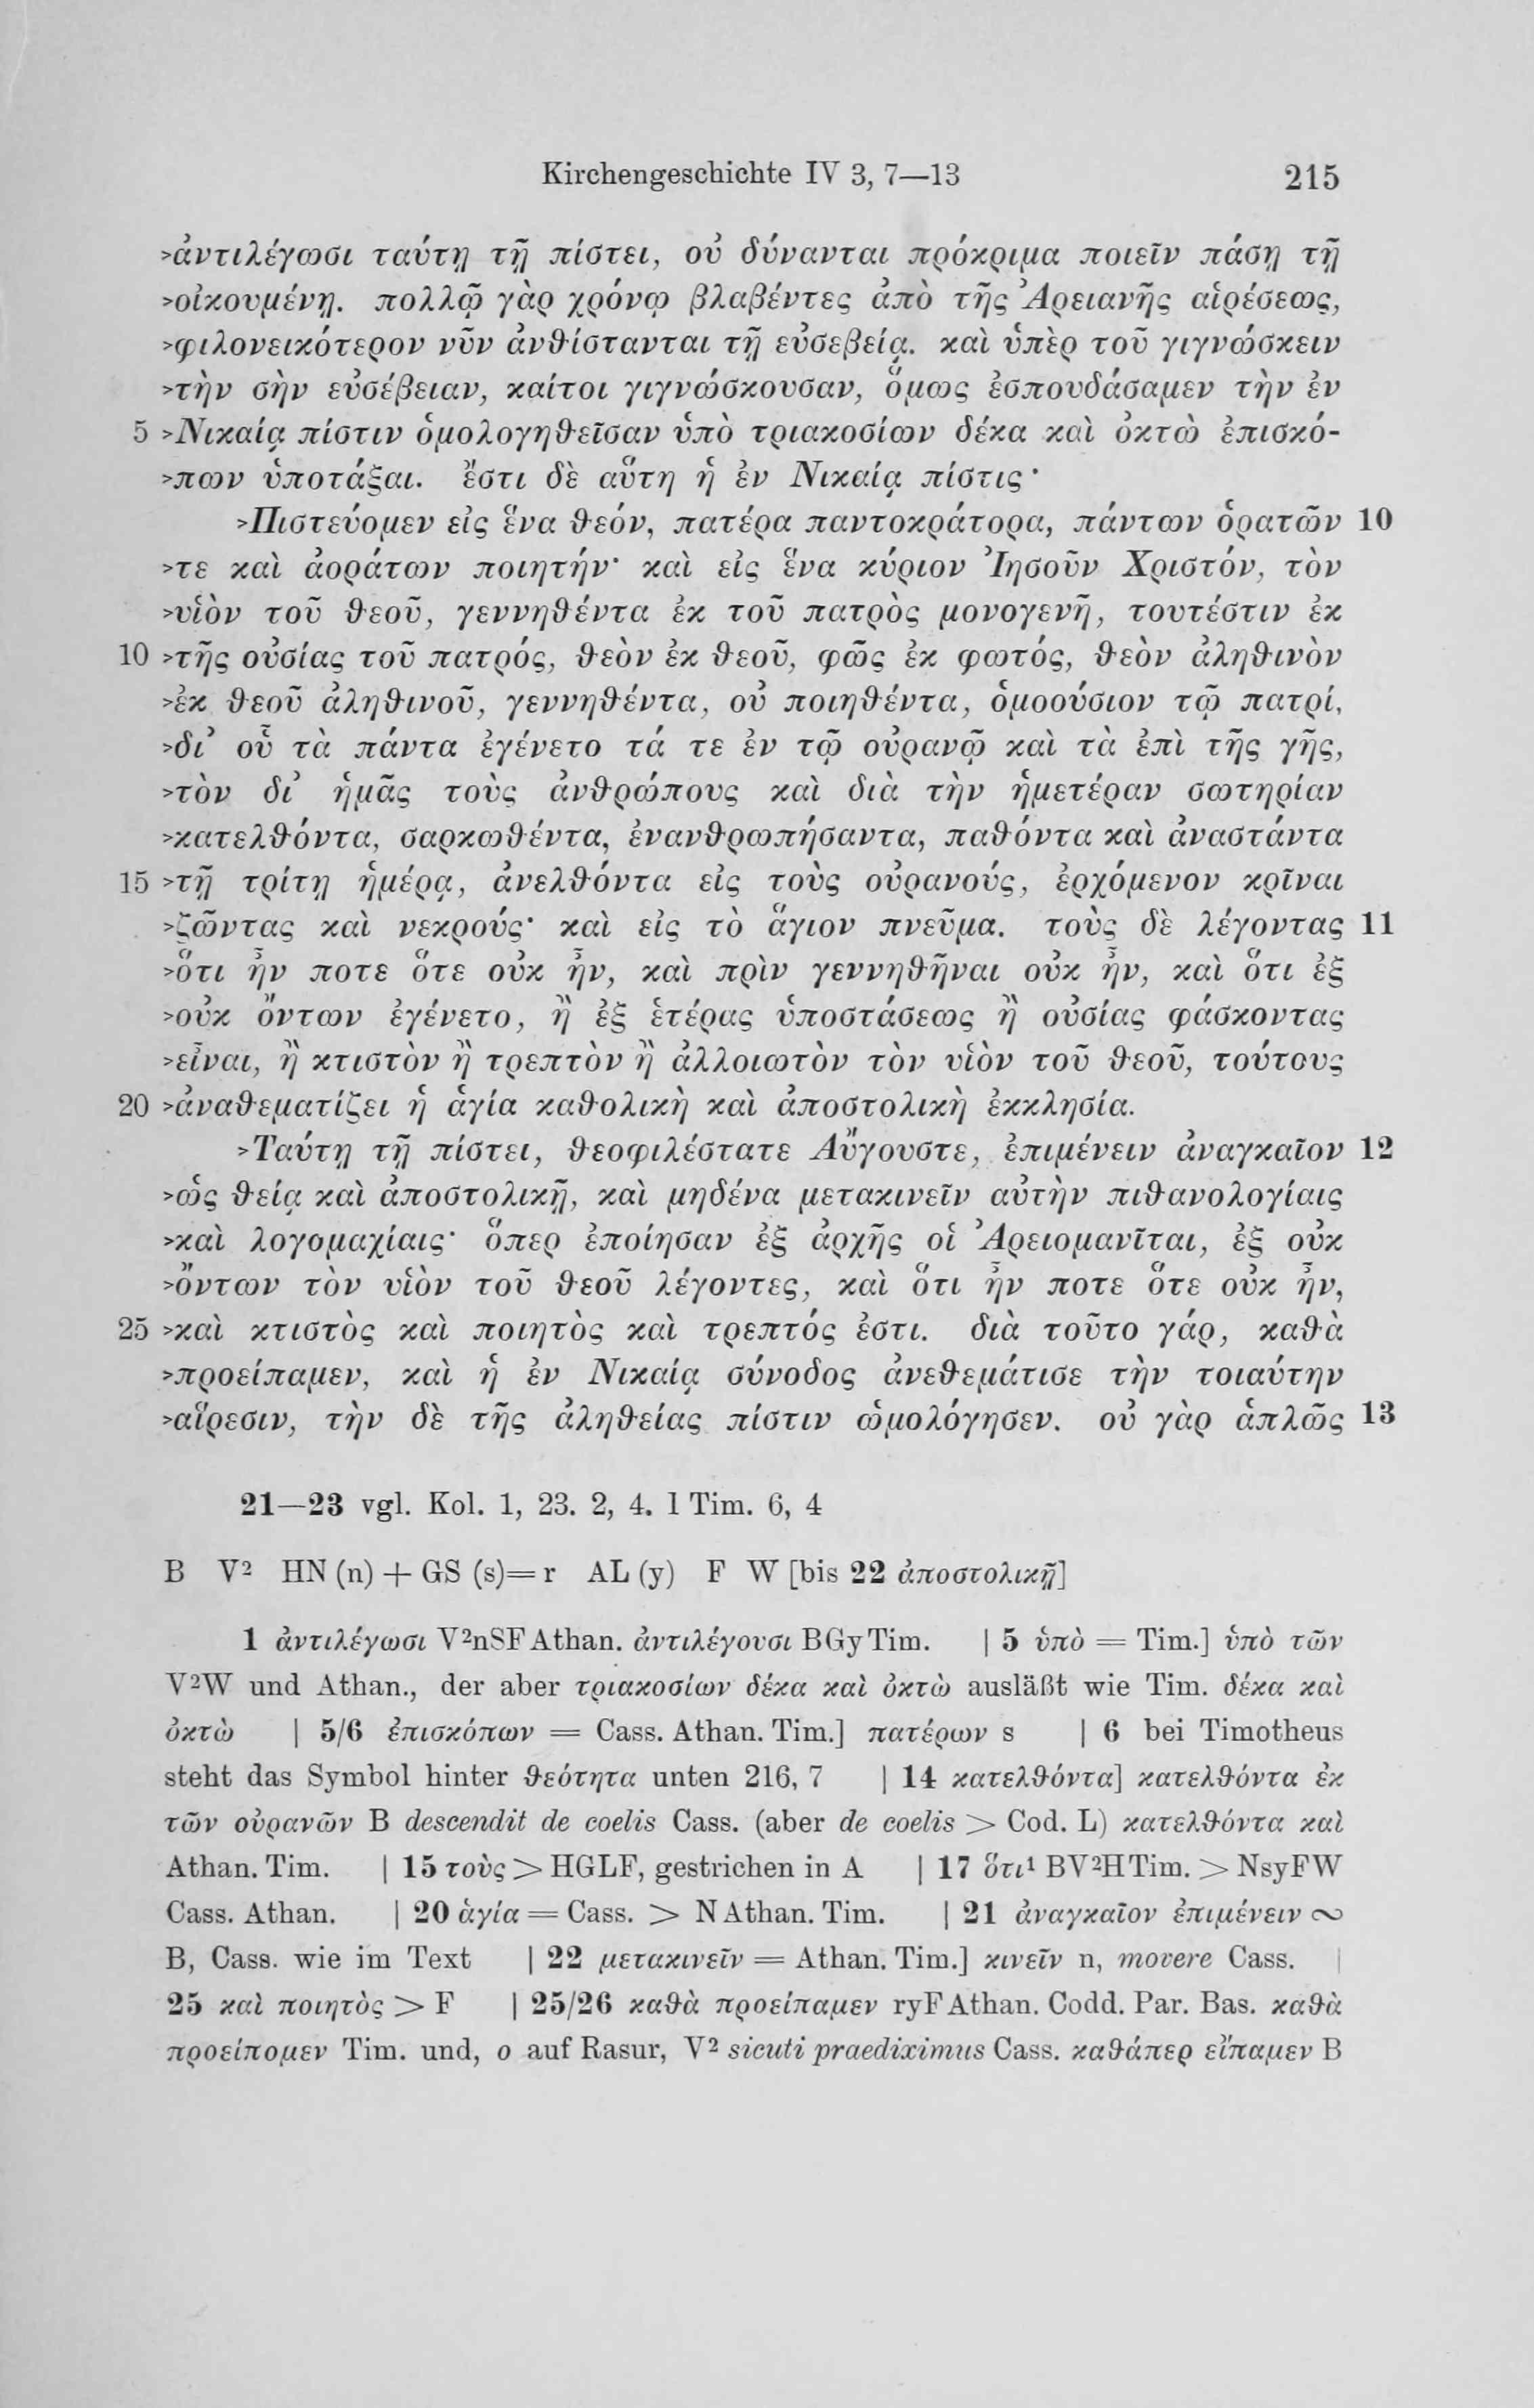 Kirchengeschichte IV 3, 7—13 215
>ἀντιλέγωσι ταύτῃ τῇ πίστει, οὐ δύνανται πρόκριμα ποιεῖν πάσῃ τῇ
>οἰκουμένῃ. πολλῷ γὰρ χρόνῳ βλαβέντες ἀπὸ τῆς Ἀρειανῆς αἱρέσεως,
>φιλονεικότερον νῦν ἀνθίστανται τῇ εὐσεβείᾳ. καὶ ὑπὲρ τοῦ γιγνώσκειν
>τὴν σὴν εὐσέβειαν, καίτοι γιγνώσκουσαν, ὅμως ἐσπουδάσαμεν τὴν ἐν
5 >Νικαίᾳ πίστιν ὁμολογηθεῖσαν ὑπὸ τριακοσίων δέκα καὶ ὀκτὼ ἐπισκό-
>πων ὑποτάξαι. ἔστι δὲ αὕτη ἡ ἐν Νικαίᾳ πίστις·
>Πιστεύομεν εἰς ἕνα θεόν, πατέρα παντοκράτορα, πάντων ὁρατῶν 10
>τε καὶ ἀοράτων ποιητήν· καὶ εἰς ἕνα κύριον Ἰησοῦν Χριστόν, τὸν
>υἱὸν τοῦ θεοῦ, γεννηθέντα ἐκ τοῦ πατρὸς μονογενῆ, τουτέστιν ἐκ
10 >τῆς οὐσίας τοῦ πατρός, θεὸν ἐκ θεοῦ, φῶς ἐκ φωτός, θεὸν ἀληθινὸν
>ἐκ θεοῦ ἀληθινοῦ, γεννηθέντα, οὐ ποιηθέντα, ὁμοούσιον τῷ πατρί,
>δι’ οὗ τὰ πάντα ἐγένετο τά τε ἐν τῷ οὐρανῷ καὶ τὰ ἐπὶ τῆς γῆς,
>τὸν δι’ ἡμᾶς τοὺς ἀνθρώπους καὶ διὰ τὴν ἡμετέραν σωτηρίαν
>κατελθόντα, σαρκωθέντα, ἐνανθρωπήσαντα, παθόντα καὶ ἀναστάντα
15 >τῇ τρίτῃ ἡμέρᾳ, ἀνελθόντα εἰς τοὺς οὐρανούς, ἐρχόμενον κρῖναι
>ζῶντας καὶ νεκρούς· καὶ εἰς τὸ ἅγιον πνεῦμα. τοὺς δὲ λέγοντας 11
>ὅτι ἦν ποτε ὅτε οὐκ ἦν, καὶ πρὶν γεννηθῆναι οὐκ ἦν, καὶ ὅτι ἐξ
>οὐκ ὄντων ἐγένετο, ἢ ἐξ ἑτέρας ὑποστάσεως ἢ οὐσίας φάσκοντας
>εἶναι, ἢ κτιστὸν ἢ τρεπτὸν ἢ ἀλλοιωτὸν τὸν υἱὸν τοῦ θεοῦ, τούτους
20 >ἀναθεματίζει ἡ ἁγία καθολικὴ καὶ ἀποστολικὴ ἐκκλησία.
>Ταύτῃ τῇ πίστει, θεοφιλέστατε Αὔγουστε, ἐπιμένειν ἀναγκαῖον 12
>ὡς θείᾳ καὶ ἀποστολικῇ, καὶ μηδένα μετακινεῖν αὐτὴν πιθανολογίαις
>καὶ λογομαχίαις· ὅπερ ἐποίησαν ἐξ ἀρχῆς οἱ Ἀρειομανῖται, ἐξ οὐκ
>ὄντων τὸν υἱὸν τοῦ θεοῦ λέγοντες, καὶ ὅτι ἦν ποτε ὅτε οὐκ ἦν,
25 >καὶ κτιστὸς καὶ ποιητὸς καὶ τρεπτός ἐστι. διὰ τοῦτο γάρ, καθὰ
>προείπαμεν, καὶ ἡ ἐν Νικαίᾳ σύνοδος ἀνεθεμάτισε τὴν τοιαύτην
>αἵρεσιν, τὴν δὲ τῆς ἀληθείας πίστιν ὡμολόγησεν. οὐ γὰρ ἁπλῶς 13
21—23 vgl. Kol. 1, 23. 2, 4. 1 Tim. 6, 4
B V² HN (n) + GS (s) = r AL (y) F W [bis 22 ἀποστολικῇ]
1 ἀντιλέγωσι V²nSF Athan. ἀντιλέγουσι BGy Tim. | 5 ὑπὸ = Tim.] ὑπὸ τῶν
V²W und Athan., der aber τριακοσίων δέκα καὶ ὀκτὼ ausläßt wie Tim. δέκα καὶ
ὀκτὼ | 5/6 ἐπισκόπων = Cass. Athan. Tim.] πατέρων s | 6 bei Timotheus
steht das Symbol hinter θεότητα unten 216, 7 | 14 κατελθόντα] κατελθόντα ἐκ
τῶν οὐρανῶν B descendit de coelis Cass. (aber de coelis > Cod. L) κατελθόντα καὶ
Athan. Tim. | 15 τοὺς > HGLF, gestrichen in A | 17 ὅτι¹ BV²H Tim. > NsyFW
Cass. Athan. | 20 ἁγία = Cass. > N Athan. Tim. | 21 ἀναγκαῖον ἐπιμένειν ∾
B, Cass. wie im Text | 22 μετακινεῖν = Athan. Tim.] κινεῖν n, movere Cass. |
25 καὶ ποιητὸς > F | 25/26 καθὰ προείπαμεν ryF Athan. Codd. Par. Bas. καθὰ
προείπομεν Tim. und, o auf Rasur, V² sicuti praediximus Cass. καθάπερ εἴπαμεν B